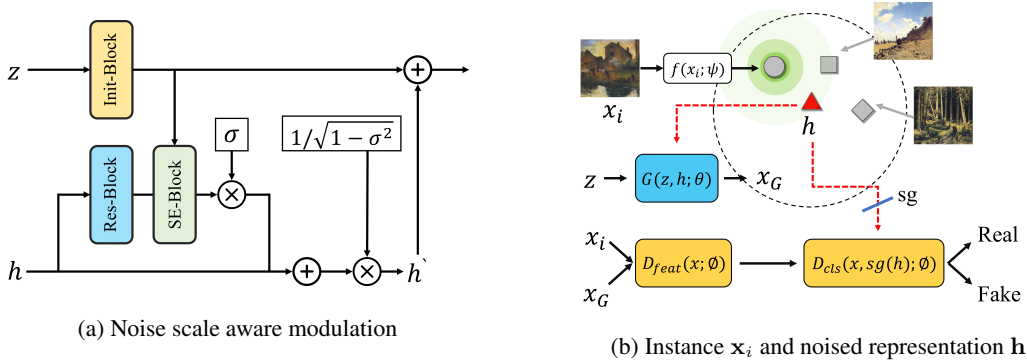 z
Init-Block
σ
1/√1 − σ²
Res-Block
SE-Block
h
h`
(a) Noise scale aware modulation
x_i
f(x_i; ψ)
h
z
G(z, h; θ)
x_G
sg
x_i
x_G
D_feat(x; ∅)
D_cls(x, sg(h); ∅)
Real
Fake
(b) Instance x_i and noised representation h